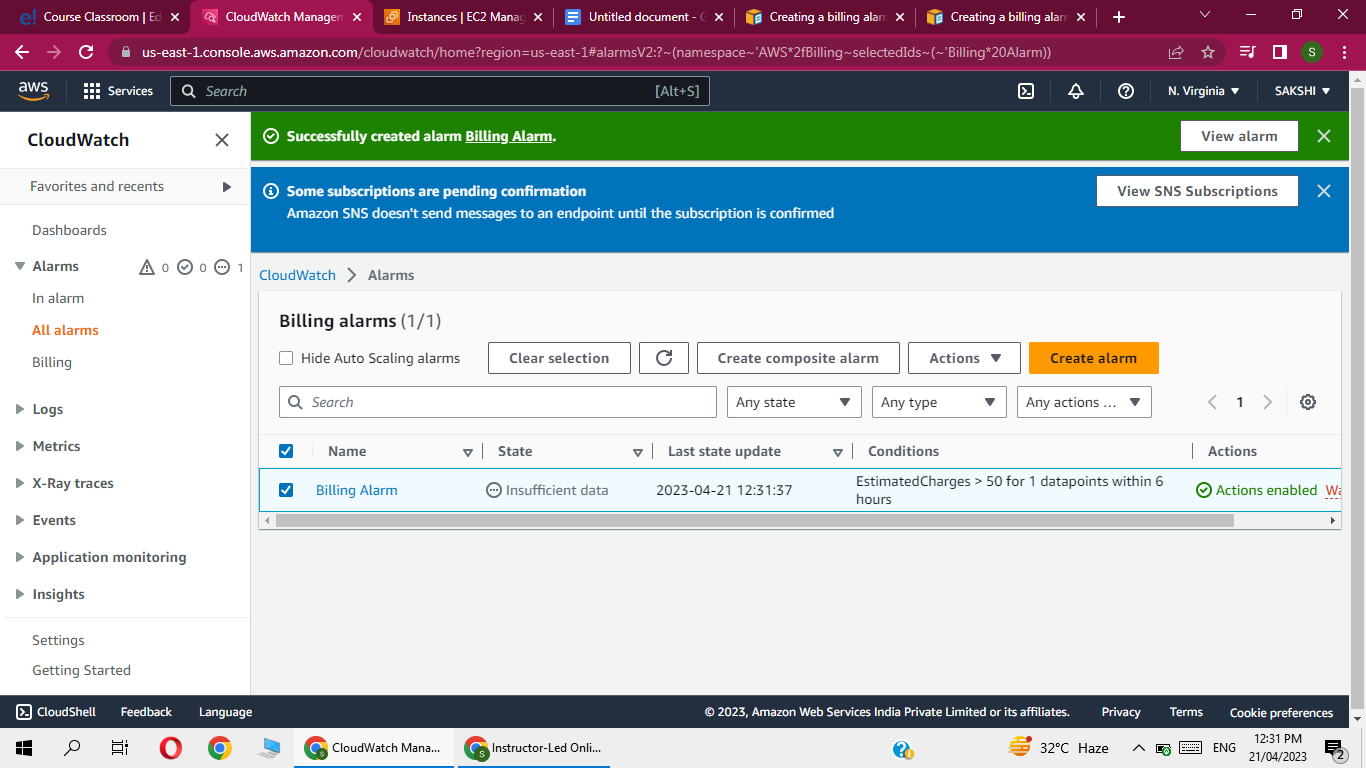 Course Classroom | Ed
CloudWatch Managem
Instances | EC2 Manag
Untitled document - G
Creating a billing alarm
Creating a billing alarm
us-east-1.console.aws.amazon.com/cloudwatch/home?region=us-east-1#alarmsV2:?~(namespace~'AWS*2fBilling~selectedIds~(~'Billing*20Alarm))
S
aws
Services
Search
[Alt+S]
N. Virginia
SAKSHI
CloudWatch
Favorites and recents
Dashboards
Alarms
0
0
1
In alarm
All alarms
Billing
Logs
Metrics
X-Ray traces
Events
Application monitoring
Insights
Settings
Getting Started
Successfully created alarm Billing Alarm.
View alarm
Some subscriptions are pending confirmation
Amazon SNS doesn't send messages to an endpoint until the subscription is confirmed
View SNS Subscriptions
CloudWatch
Alarms
Billing alarms (1/1)
Hide Auto Scaling alarms
Clear selection
Create composite alarm
Actions
Create alarm
Search
Any state
Any type
Any actions ...
1
Name
State
Last state update
Conditions
Actions
Billing Alarm
Insufficient data
2023-04-21 12:31:37
EstimatedCharges > 50 for 1 datapoints within 6
hours
Actions enabled
Wa
CloudShell
Feedback
Language
© 2023, Amazon Web Services India Private Limited or its affiliates.
Privacy
Terms
Cookie preferences
CloudWatch Mana...
Instructor-Led Onli...
32°C Haze
ENG
12:31 PM
21/04/2023
2